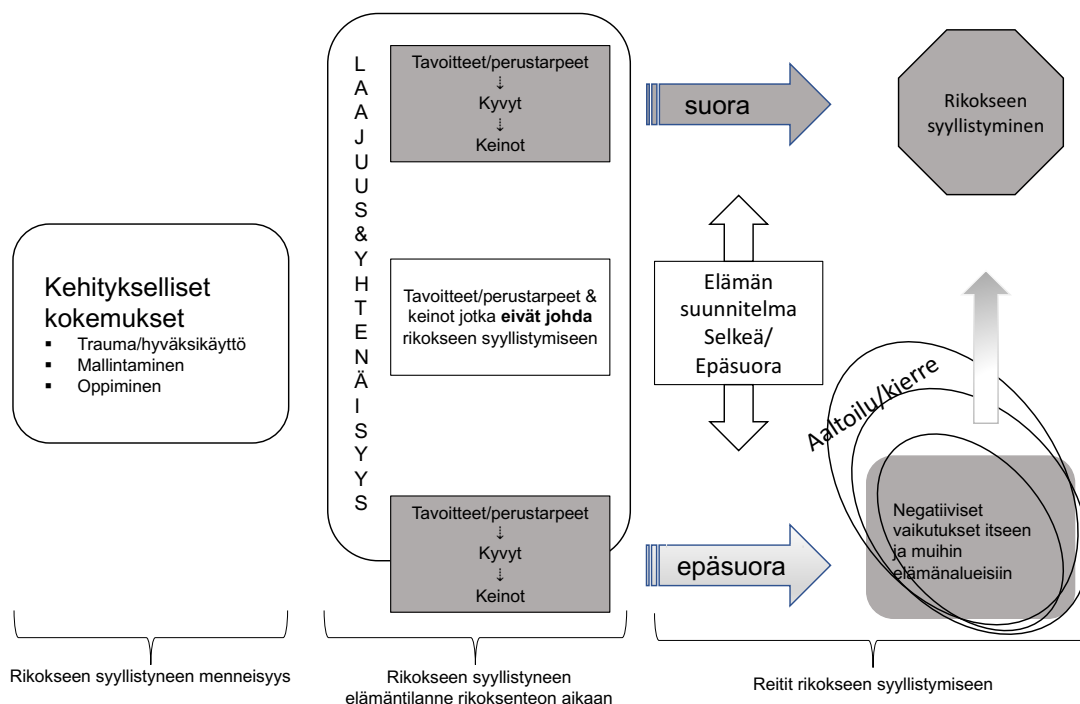 Kehitykselliset
kokemukset
▪ Trauma/hyväksikäyttö
▪ Mallintaminen
▪ Oppiminen
LAAJUUS&YHTENÄISYYS
Tavoitteet/perustarpeet
⇣
Kyvyt
⇣
Keinot
Tavoitteet/perustarpeet &
keinot jotka eivät johda
rikokseen syyllistymiseen
Tavoitteet/perustarpeet
⇣
Kyvyt
⇣
Keinot
suora
Elämän
suunnitelma
Selkeä/
Epäsuora
epäsuora
Rikokseen
syyllistyminen
Aaltoilu/kierre
Negatiiviset
vaikutukset itseen
ja muihin
elämänalueisiin
Rikokseen syyllistyneen menneisyys
Rikokseen syyllistyneen
elämäntilanne rikoksenteon aikaan
Reitit rikokseen syyllistymiseen